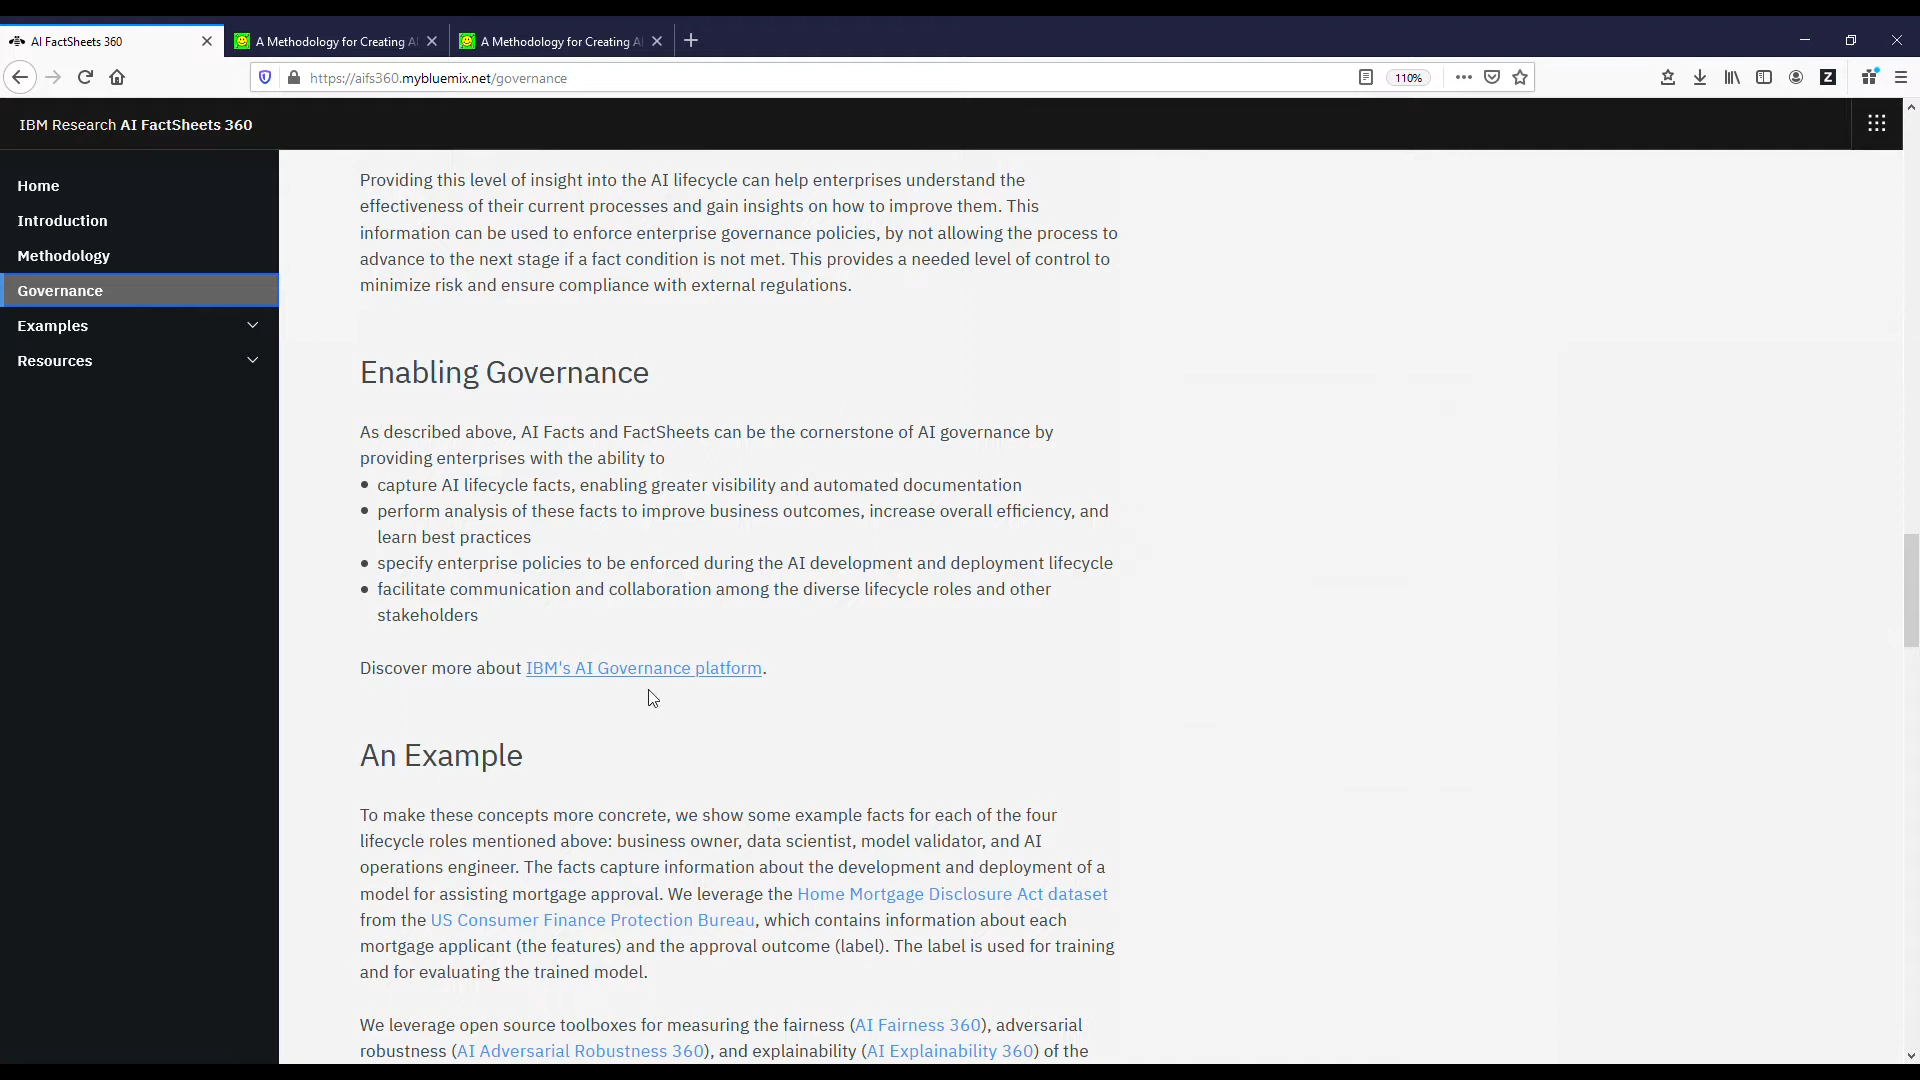 AI FactSheets 360
A Methodology for Creating AI
A Methodology for Creating AI
https://aifs360.mybluemix.net/governance
110%
Z
IBM Research AI FactSheets 360
Home
Introduction
Methodology
Governance
Examples
Resources
Providing this level of insight into the AI lifecycle can help enterprises understand the
effectiveness of their current processes and gain insights on how to improve them. This
information can be used to enforce enterprise governance policies, by not allowing the process to
advance to the next stage if a fact condition is not met. This provides a needed level of control to
minimize risk and ensure compliance with external regulations.
Enabling Governance
As described above, AI Facts and FactSheets can be the cornerstone of AI governance by
providing enterprises with the ability to
• capture AI lifecycle facts, enabling greater visibility and automated documentation
• perform analysis of these facts to improve business outcomes, increase overall efficiency, and
learn best practices
• specify enterprise policies to be enforced during the AI development and deployment lifecycle
• facilitate communication and collaboration among the diverse lifecycle roles and other
stakeholders
Discover more about IBM's AI Governance platform.
An Example
To make these concepts more concrete, we show some example facts for each of the four
lifecycle roles mentioned above: business owner, data scientist, model validator, and AI
operations engineer. The facts capture information about the development and deployment of a
model for assisting mortgage approval. We leverage the Home Mortgage Disclosure Act dataset
from the US Consumer Finance Protection Bureau, which contains information about each
mortgage applicant (the features) and the approval outcome (label). The label is used for training
and for evaluating the trained model.
We leverage open source toolboxes for measuring the fairness (AI Fairness 360), adversarial
robustness (AI Adversarial Robustness 360), and explainability (AI Explainability 360) of the